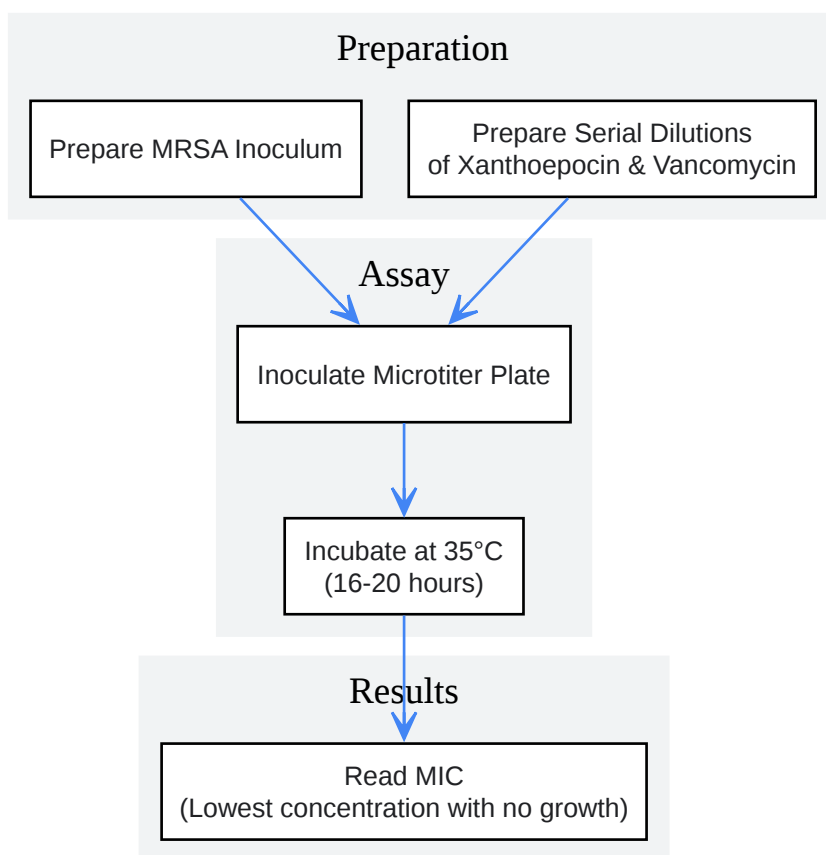 Preparation
Prepare MRSA Inoculum
Prepare Serial Dilutions
of Xanthoepocin & Vancomycin
Assay
Inoculate Microtiter Plate
Incubate at 35°C
(16-20 hours)
Results
Read MIC
(Lowest concentration with no growth)